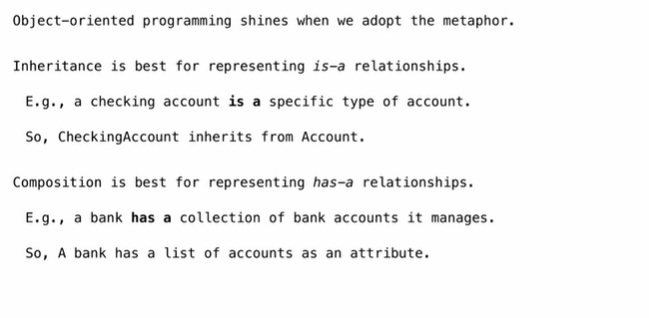 Object-oriented programming shines when we adopt the metaphor.
Inheritance is best for representing is-a relationships.
E.g., a checking account is a specific type of account.
So, CheckingAccount inherits from Account.
Composition is best for representing has-a relationships.
E.g., a bank has a collection of bank accounts it manages.
So, A bank has a list of accounts as an attribute.